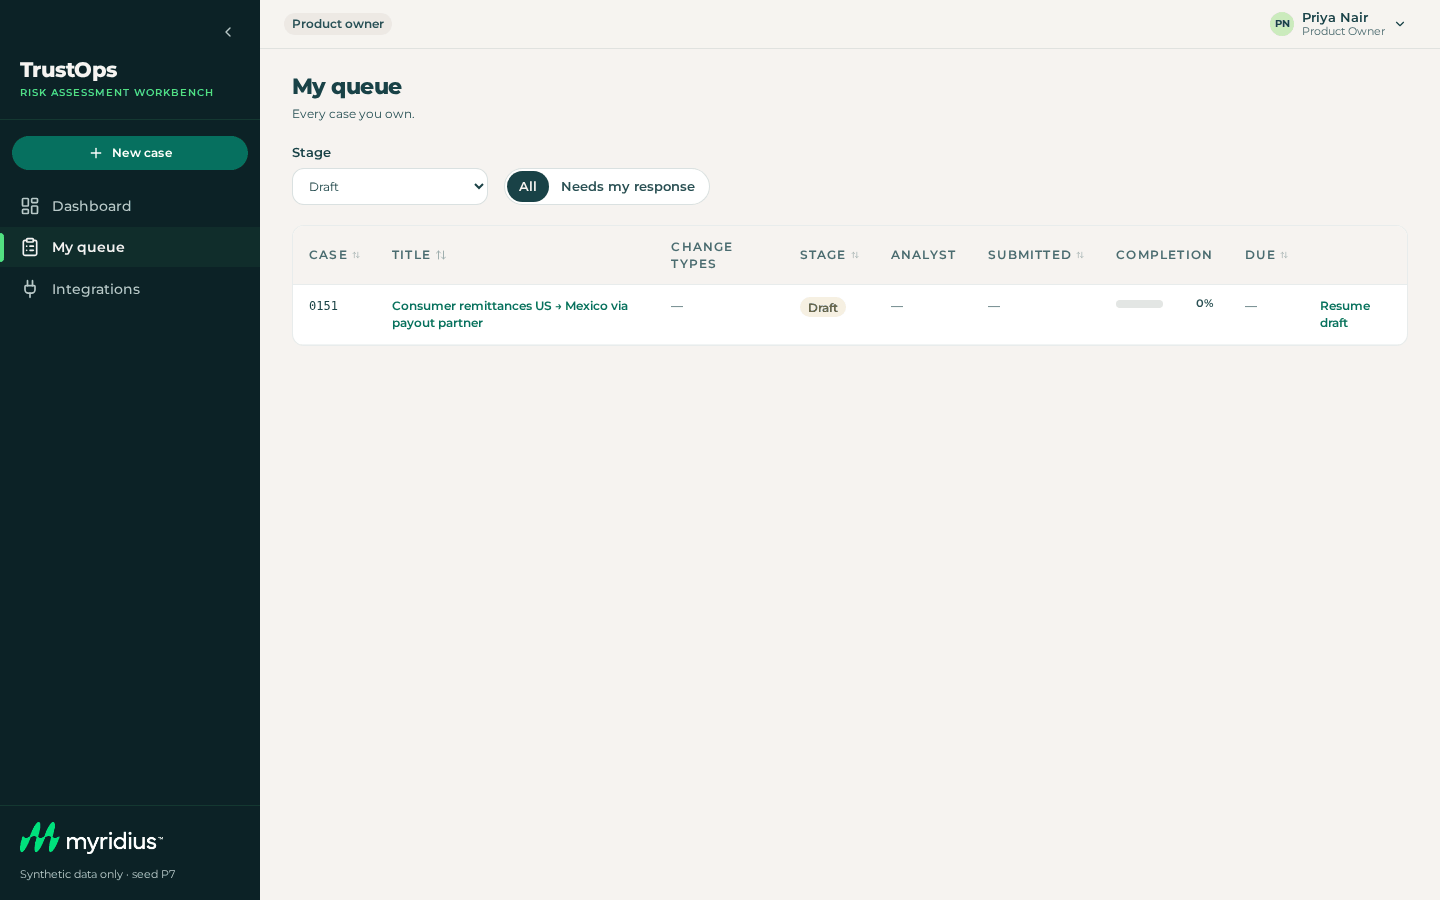 TrustOps
RISK ASSESSMENT WORKBENCH
New case
Dashboard
My queue
Integrations
myridius™
Synthetic data only · seed P7
Product owner
PN
Priya Nair
Product Owner
My queue
Every case you own.
Stage
Draft
All
Needs my response
CASE
TITLE
CHANGE
TYPES
STAGE
ANALYST
SUBMITTED
COMPLETION
DUE
0151
Consumer remittances US → Mexico via
payout partner
—
Draft
—
—
0%
—
Resume
draft